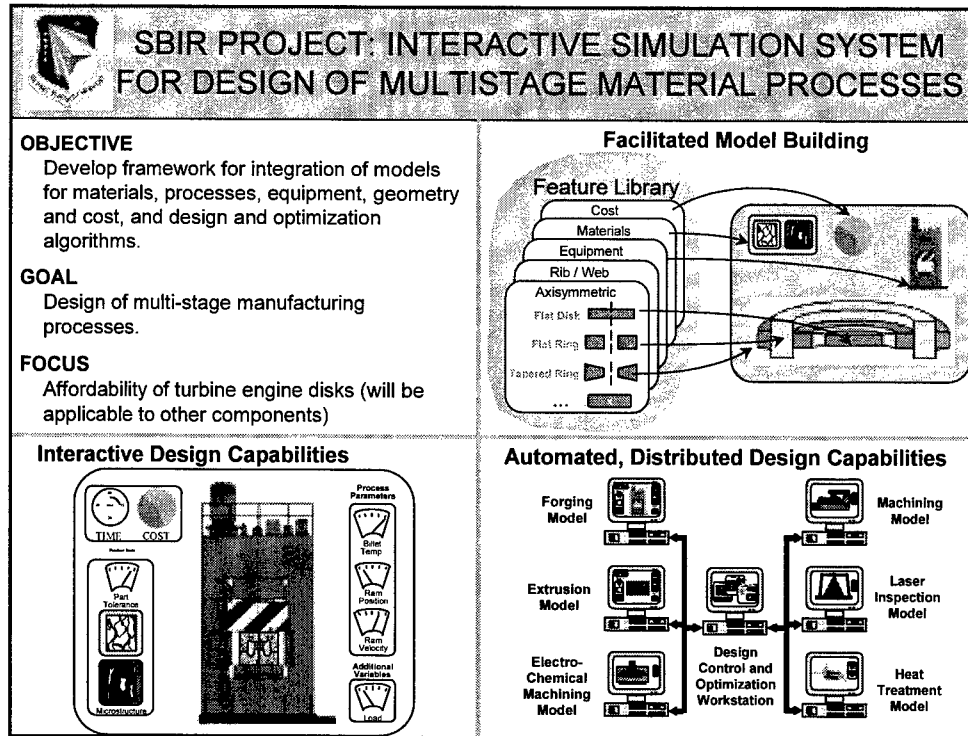 SBIR PROJECT: INTERACTIVE SIMULATION SYSTEM
FOR DESIGN OF MULTISTAGE MATERIAL PROCESSES
OBJECTIVE
Develop framework for integration of models
for materials, processes, equipment, geometry
and cost, and design and optimization
algorithms.
GOAL
Design of multi-stage manufacturing
processes.
FOCUS
Affordability of turbine engine disks (will be
applicable to other components)
Facilitated Model Building
Feature Library
Cost
Materials
Equipment
Rib / Web
Axisymmetric
Flat Disk
Flat Ring
Tapered Ring
...
Interactive Design Capabilities
TIME
COST
Part
Tolerance
Microstructure
Process
Parameters
Billet
Temp
Ram
Position
Ram
Velocity
Additional
Variables
Load
Automated, Distributed Design Capabilities
Forging
Model
Extrusion
Model
Electro-
Chemical
Machining
Model
Design
Control and
Optimization
Workstation
Machining
Model
Laser
Inspection
Model
Heat
Treatment
Model